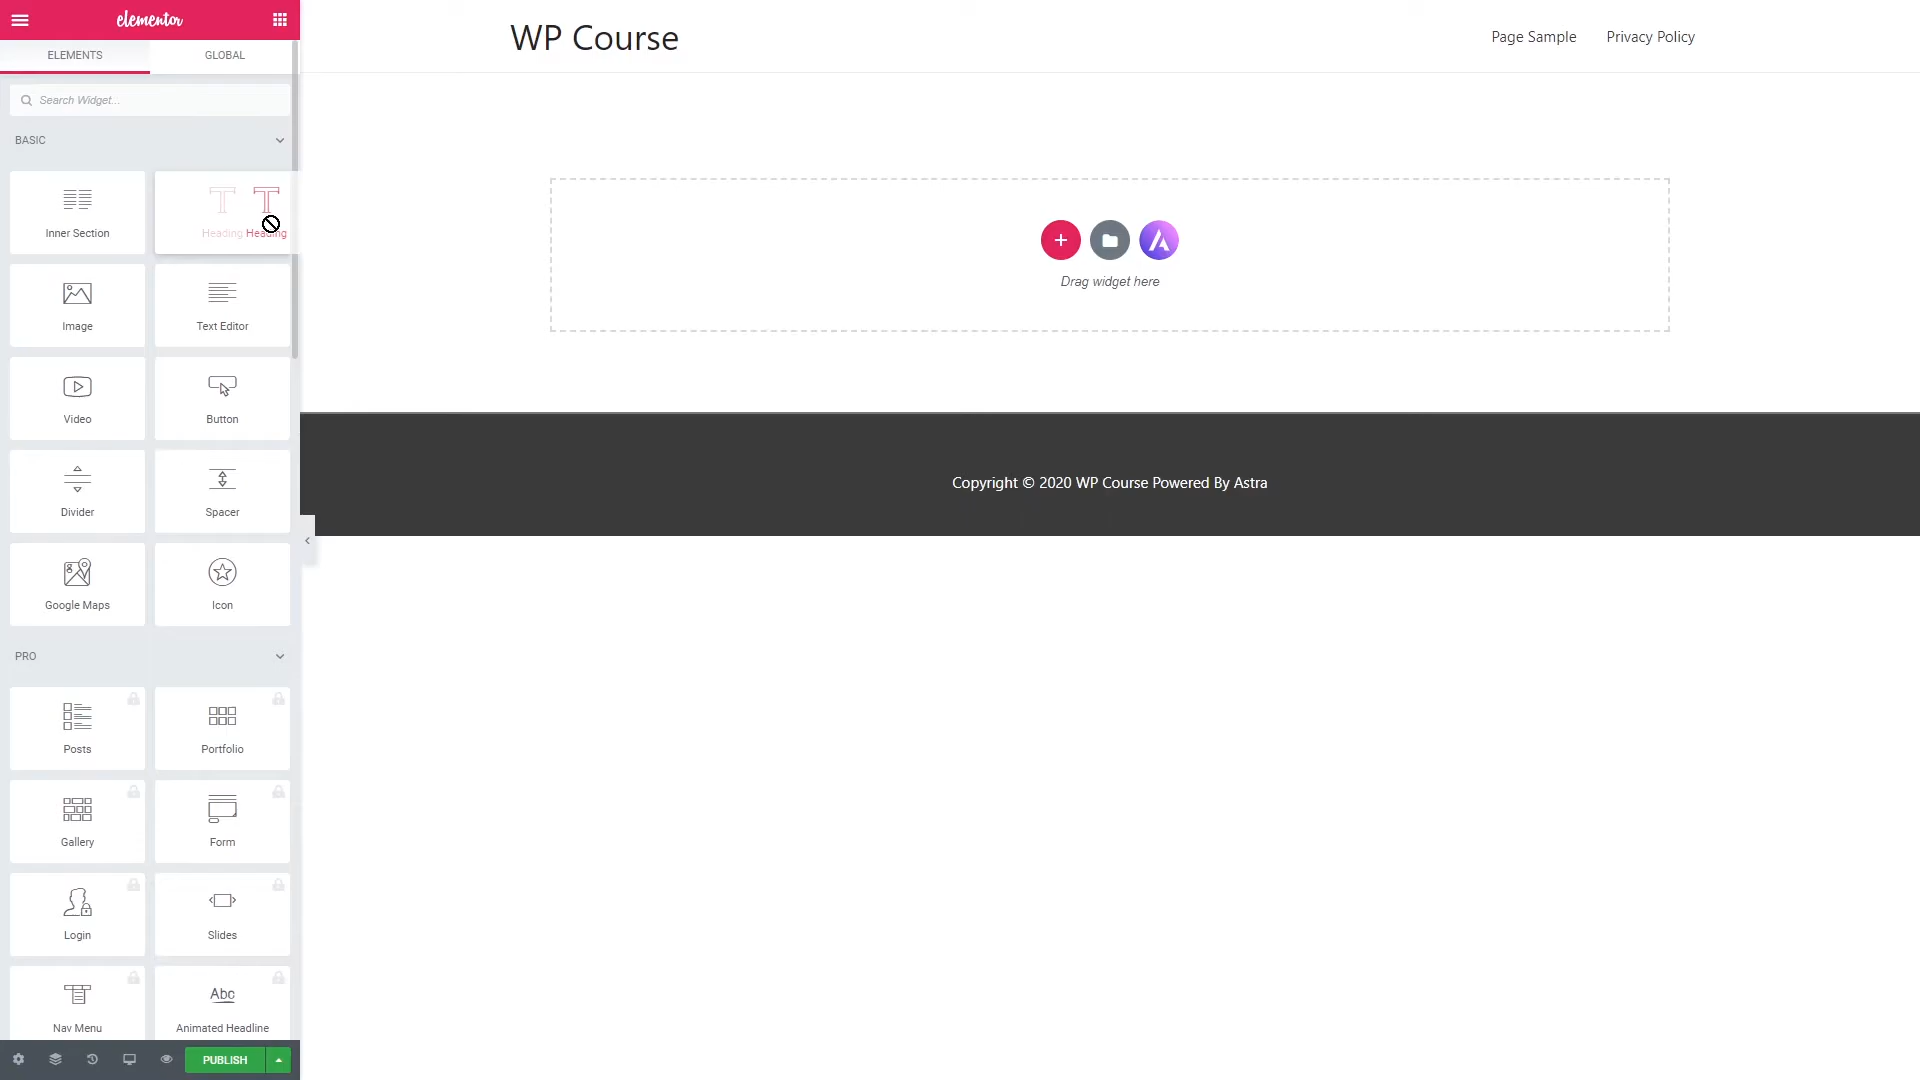 elementor
ELEMENTS
GLOBAL
Search Widget...
BASIC
Inner Section
Heading Heading
Image
Text Editor
Video
Button
Divider
Spacer
Google Maps
Icon
PRO
Posts
Portfolio
Gallery
Form
Login
Slides
Nav Menu
Abc
Animated Headline
PUBLISH
WP Course
Page Sample
Privacy Policy
Drag widget here
Copyright © 2020 WP Course Powered By Astra